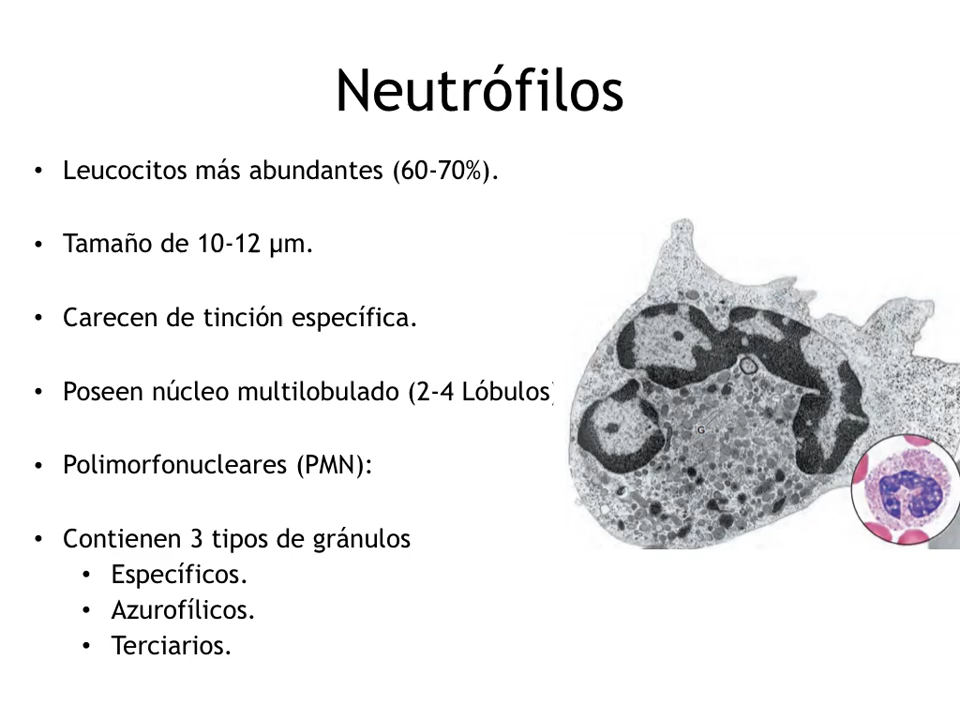 Neutrófilos
• Leucocitos más abundantes (60-70%).
• Tamaño de 10-12 µm.
• Carecen de tinción específica.
• Poseen núcleo multilobulado (2-4 Lóbulos)
• Polimorfonucleares (PMN):
• Contienen 3 tipos de gránulos
• Específicos.
• Azurofílicos.
• Terciarios.
G